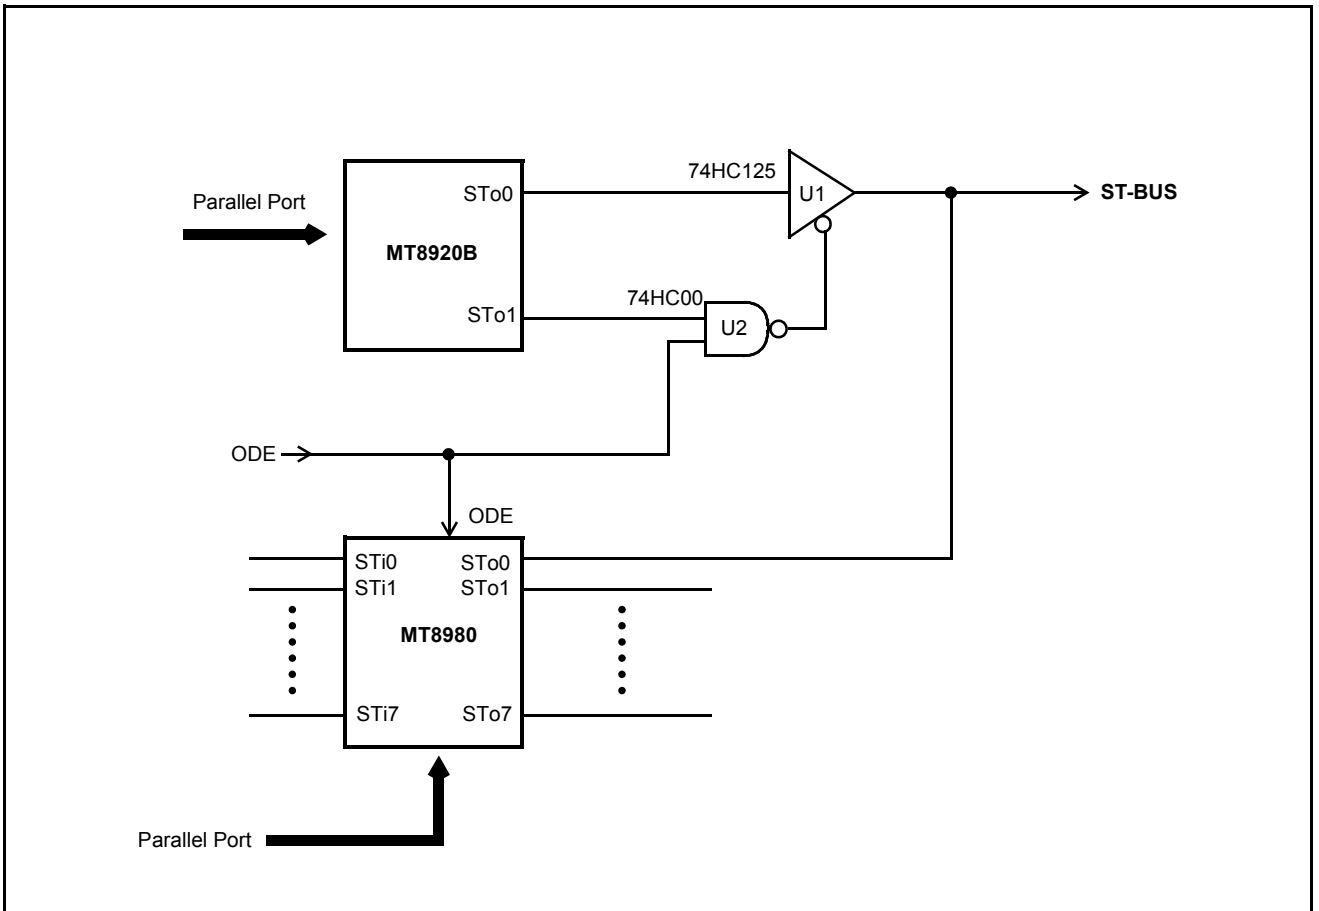 74HC125
STo0
U1
ST-BUS
Parallel Port
MT8920B
74HC00
STo1
U2
ODE
ODE
STi0
STo0
STi1
STo1
MT8980
STi7
STo7
Parallel Port